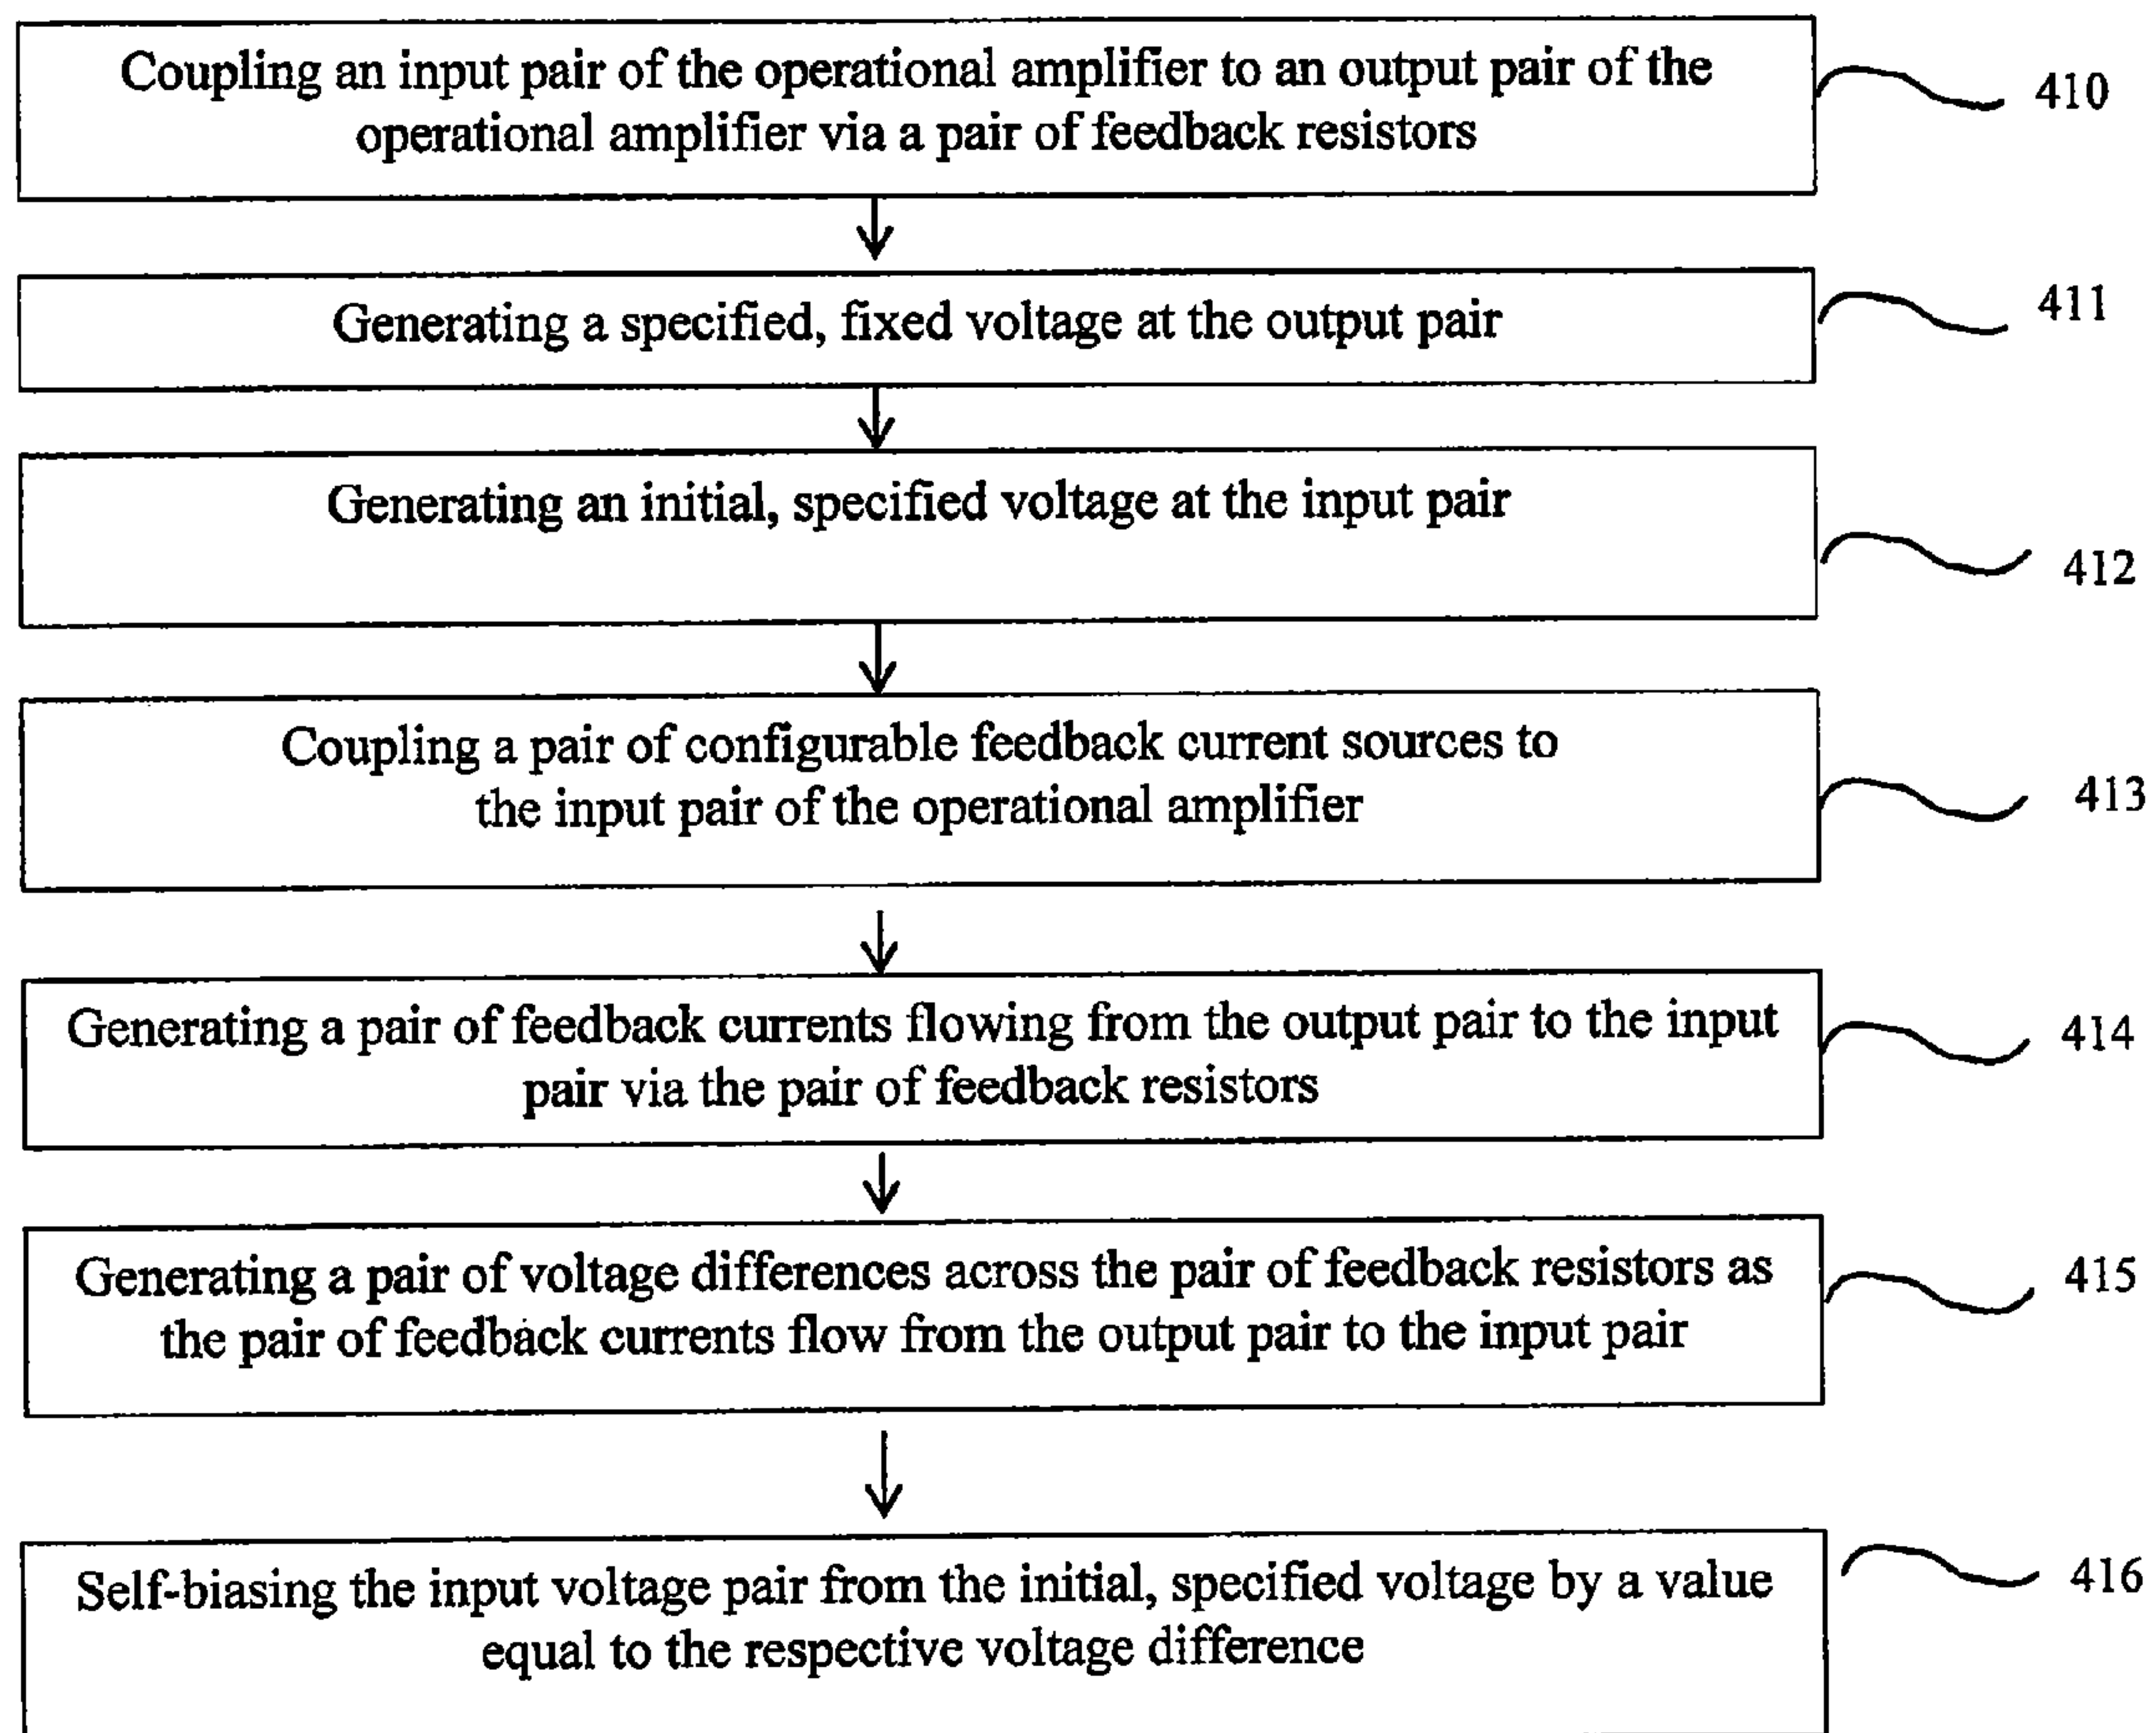 Coupling an input pair of the operational amplifier to an output pair of the
operational amplifier via a pair of feedback resistors
410
Generating a specified, fixed voltage at the output pair
411
Generating an initial, specified voltage at the input pair
412
Coupling a pair of configurable feedback current sources to
the input pair of the operational amplifier
413
Generating a pair of feedback currents flowing from the output pair to the input
pair via the pair of feedback resistors
414
Generating a pair of voltage differences across the pair of feedback resistors as
the pair of feedback currents flow from the output pair to the input pair
415
Self-biasing the input voltage pair from the initial, specified voltage by a value
equal to the respective voltage difference
416